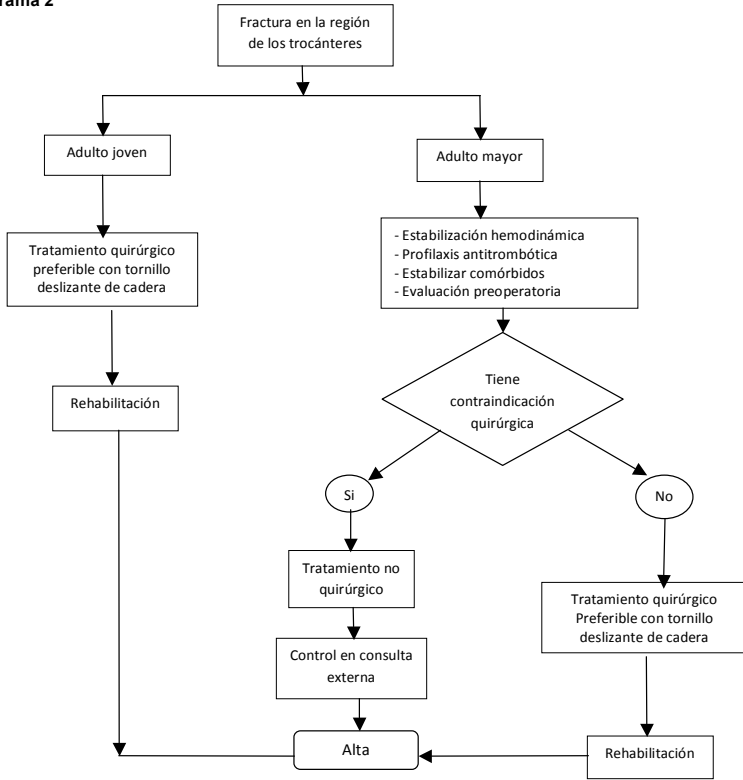 rama 2
Fractura en la región
de los trocánteres
Adulto joven
Adulto mayor
Tratamiento quirúrgico
preferible con tornillo
deslizante de cadera
- Estabilización hemodinámica
- Profilaxis antitrombótica
- Estabilizar comórbidos
- Evaluación preoperatoria
Rehabilitación
Tiene
contraindicación
quirúrgica
Si
No
Tratamiento no
quirúrgico
Tratamiento quirúrgico
Preferible con tornillo
deslizante de cadera
Control en consulta
externa
Alta
Rehabilitación